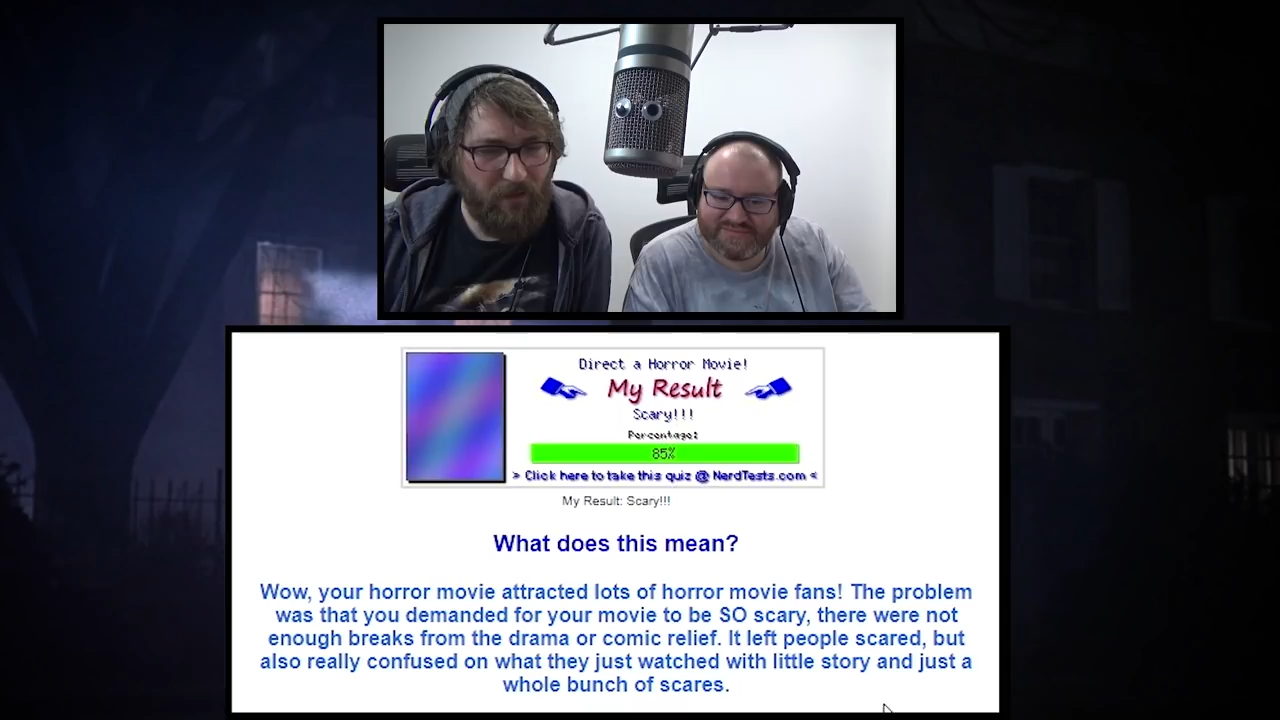 Direct a Horror Movie!
My Result
Scary!!!
Percentage:
85%
> Click here to take this quiz @ NerdTests.com <
My Result: Scary!!!
What does this mean?
Wow, your horror movie attracted lots of horror movie fans! The problem
was that you demanded for your movie to be SO scary, there were not
enough breaks from the drama or comic relief. It left people scared, but
also really confused on what they just watched with little story and just a
whole bunch of scares.